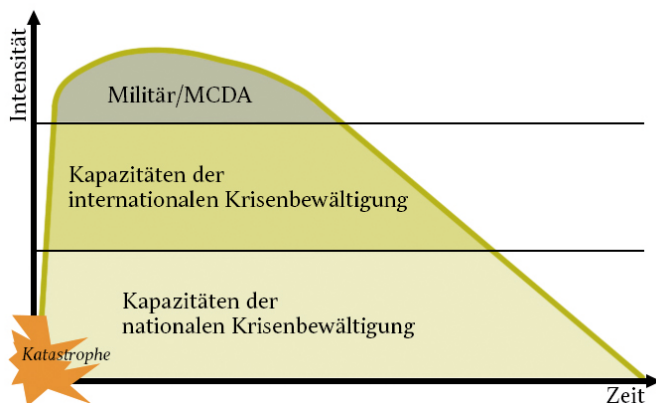 Intensität
Militär/MCDA
Kapazitäten der
internationalen Krisenbewältigung
Kapazitäten der
nationalen Krisenbewältigung
Katastrophe
Zeit